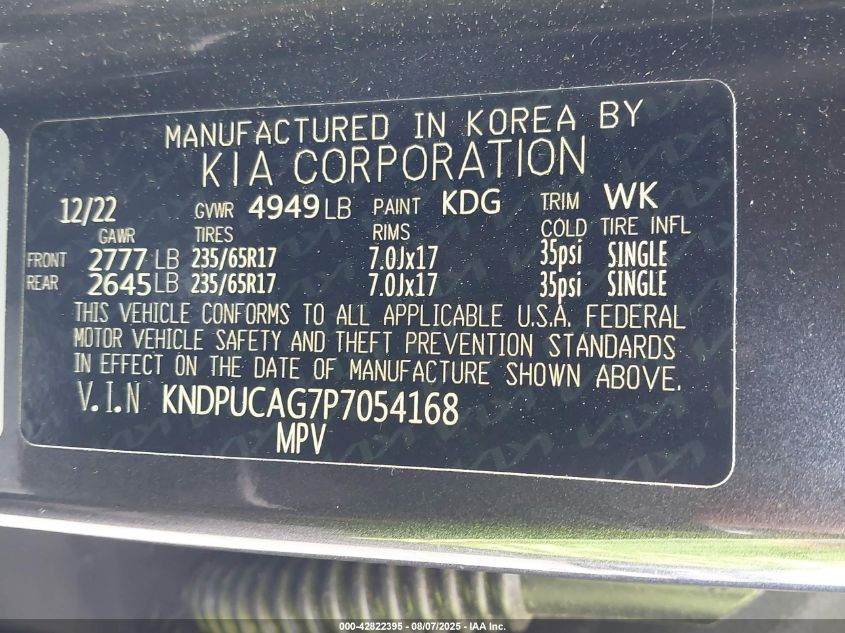 MANUFACTURED IN KOREA BY
KIA CORPORATION
12/22 GVWR 4949 LB PAINT KDG TRIM WK
GAWR TIRES RIMS COLD TIRE INFL
FRONT 2777 LB 235/65R17 7.0Jx17 35psi SINGLE
REAR 2645 LB 235/65R17 7.0Jx17 35psi SINGLE
THIS VEHICLE CONFORMS TO ALL APPLICABLE U.S.A. FEDERAL
MOTOR VEHICLE SAFETY AND THEFT PREVENTION STANDARDS
IN EFFECT ON THE DATE OF MANUFACTURE SHOWN ABOVE.
V.I.N KNDPUCAG7P7054168
MPV
000-42822395 - 08/07/2025 - IAA Inc.